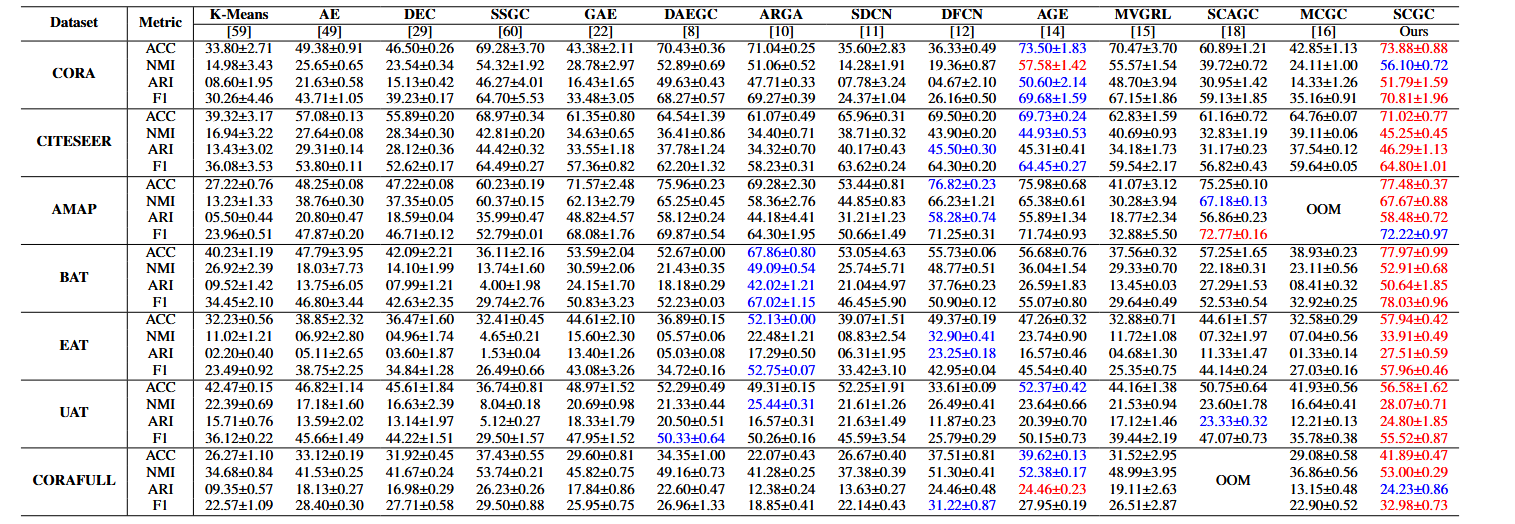 Dataset Metric K-Means AE DEC SSGC GAE DAEGC ARGA SDCN DFCN AGE MVGRL SCAGC MCGC SCGC
[59] [49] [29] [60] [22] [8] [10] [11] [12] [14] [15] [18] [16] Ours
CORA ACC 33.80±2.71 49.38±0.91 46.50±0.26 69.28±3.70 43.38±2.11 70.43±0.36 71.04±0.25 35.60±2.83 36.33±0.49 73.50±1.83 70.47±3.70 60.89±1.21 42.85±1.13 73.88±0.88
NMI 14.98±3.43 25.65±0.65 23.54±0.34 54.32±1.92 28.78±2.97 52.89±0.69 51.06±0.52 14.28±1.91 19.36±0.87 57.58±1.42 55.57±1.54 39.72±0.72 24.11±1.00 56.10±0.72
ARI 08.60±1.95 21.63±0.58 15.13±0.42 46.27±4.01 16.43±1.65 49.63±0.43 47.71±0.33 07.78±3.24 04.67±2.10 50.60±2.14 48.70±3.94 30.95±1.42 14.33±1.26 51.79±1.59
F1 30.26±4.46 43.71±1.05 39.23±0.17 64.70±5.53 33.48±3.05 68.27±0.57 69.27±0.39 24.37±1.04 26.16±0.50 69.68±1.59 67.15±1.86 59.13±1.85 35.16±0.91 70.81±1.96
CITESEER ACC 39.32±3.17 57.08±0.13 55.89±0.20 68.97±0.34 61.35±0.80 64.54±1.39 61.07±0.49 65.96±0.31 69.50±0.20 69.73±0.24 62.83±1.59 61.16±0.72 64.76±0.07 71.02±0.77
NMI 16.94±3.22 27.64±0.08 28.34±0.30 42.81±0.20 34.63±0.65 36.41±0.86 34.40±0.71 38.71±0.32 43.90±0.20 44.93±0.53 40.69±0.93 32.83±1.19 39.11±0.06 45.25±0.45
ARI 13.43±3.02 29.31±0.14 28.12±0.36 44.42±0.32 33.55±1.18 37.78±1.24 34.32±0.70 40.17±0.43 45.50±0.30 45.31±0.41 34.18±1.73 31.17±0.23 37.54±0.12 46.29±1.13
F1 36.08±3.53 53.80±0.11 52.62±0.17 64.49±0.27 57.36±0.82 62.20±1.32 58.23±0.31 63.62±0.24 64.30±0.20 64.45±0.27 59.54±2.17 56.82±0.43 59.64±0.05 64.80±1.01
AMAP ACC 27.22±0.76 48.25±0.08 47.22±0.08 60.23±0.19 71.57±2.48 75.96±0.23 69.28±2.30 53.44±0.81 76.82±0.23 75.98±0.68 41.07±3.12 75.25±0.10 OOM 77.48±0.37
NMI 13.23±1.33 38.76±0.30 37.35±0.05 60.37±0.15 62.13±2.79 65.25±0.45 58.36±2.76 44.85±0.83 66.23±1.21 65.38±0.61 30.28±3.94 67.18±0.13 67.67±0.88
ARI 05.50±0.44 20.80±0.47 18.59±0.04 35.99±0.47 48.82±4.57 58.12±0.24 44.18±4.41 31.21±1.23 58.28±0.74 55.89±1.34 18.77±2.34 56.86±0.23 58.48±0.72
F1 23.96±0.51 47.87±0.20 46.71±0.12 52.79±0.01 68.08±1.76 69.87±0.54 64.30±1.95 50.66±1.49 71.25±0.31 71.74±0.93 32.88±5.50 72.77±0.16 72.22±0.97
BAT ACC 40.23±1.19 47.79±3.95 42.09±2.21 36.11±2.16 53.59±2.04 52.67±0.00 67.86±0.80 53.05±4.63 55.73±0.06 56.68±0.76 37.56±0.32 57.25±1.65 38.93±0.23 77.97±0.99
NMI 26.92±2.39 18.03±7.73 14.10±1.99 13.74±1.60 30.59±2.06 21.43±0.35 49.09±0.54 25.74±5.71 48.77±0.51 36.04±1.54 29.33±0.70 22.18±0.31 23.11±0.56 52.91±0.68
ARI 09.52±1.42 13.75±6.05 07.99±1.21 4.00±1.98 24.15±1.70 18.18±0.29 42.02±1.21 21.04±4.97 37.76±0.23 26.59±1.83 13.45±0.03 27.29±1.53 08.41±0.32 50.64±1.85
F1 34.45±2.10 46.80±3.44 42.63±2.35 29.74±2.76 50.83±3.23 52.23±0.03 67.02±1.15 46.45±5.90 50.90±0.12 55.07±0.80 29.64±0.49 52.53±0.54 32.92±0.25 78.03±0.96
EAT ACC 32.23±0.56 38.85±2.32 36.47±1.60 32.41±0.45 44.61±2.10 36.89±0.15 52.13±0.00 39.07±1.51 49.37±0.19 47.26±0.32 32.88±0.71 44.61±1.57 32.58±0.29 57.94±0.42
NMI 11.02±1.21 06.92±2.80 04.96±1.74 4.65±0.21 15.60±2.30 05.57±0.06 22.48±1.21 08.83±2.54 32.90±0.41 23.74±0.90 11.72±1.08 07.32±1.97 07.04±0.56 33.91±0.49
ARI 02.20±0.40 05.11±2.65 03.60±1.87 1.53±0.04 13.40±1.26 05.03±0.08 17.29±0.50 06.31±1.95 23.25±0.18 16.57±0.46 04.68±1.30 11.33±1.47 01.33±0.14 27.51±0.59
F1 23.49±0.92 38.75±2.25 34.84±1.28 26.49±0.66 43.08±3.26 34.72±0.16 52.75±0.07 33.42±3.10 42.95±0.04 45.54±0.40 25.35±0.75 44.14±0.24 27.03±0.16 57.96±0.46
UAT ACC 42.47±0.15 46.82±1.14 45.61±1.84 36.74±0.81 48.97±1.52 52.29±0.49 49.31±0.15 52.25±1.91 33.61±0.09 52.37±0.42 44.16±1.38 50.75±0.64 41.93±0.56 56.58±1.62
NMI 22.39±0.69 17.18±1.60 16.63±2.39 8.04±0.18 20.69±0.98 21.33±0.44 25.44±0.31 21.61±1.26 26.49±0.41 23.64±0.66 21.53±0.94 23.60±1.78 16.64±0.41 28.07±0.71
ARI 15.71±0.76 13.59±2.02 13.14±1.97 5.12±0.27 18.33±1.79 20.50±0.51 16.57±0.31 21.63±1.49 11.87±0.23 20.39±0.70 17.12±1.46 23.33±0.32 12.21±0.13 24.80±1.85
F1 36.12±0.22 45.66±1.49 44.22±1.51 29.50±1.57 47.95±1.52 50.33±0.64 50.26±0.16 45.59±3.54 25.79±0.29 50.15±0.73 39.44±2.19 47.07±0.73 35.78±0.38 55.52±0.87
CORAFULL ACC 26.27±1.10 33.12±0.19 31.92±0.45 37.43±0.55 29.60±0.81 34.35±1.00 22.07±0.43 26.67±0.40 37.51±0.81 39.62±0.13 31.52±2.95 OOM 29.08±0.58 41.89±0.47
NMI 34.68±0.84 41.53±0.25 41.67±0.24 53.74±0.21 45.82±0.75 49.16±0.73 41.28±0.25 37.38±0.39 51.30±0.41 52.38±0.17 48.99±3.95 36.86±0.56 53.00±0.29
ARI 09.35±0.57 18.13±0.27 16.98±0.29 26.23±0.26 17.84±0.86 22.60±0.47 12.38±0.24 13.63±0.27 24.46±0.48 24.46±0.23 19.11±2.63 13.15±0.48 24.23±0.86
F1 22.57±1.09 28.40±0.30 27.71±0.58 29.50±0.88 25.95±0.75 26.96±1.33 18.85±0.41 22.14±0.43 31.22±0.87 27.95±0.19 26.51±2.87 22.90±0.52 32.98±0.73